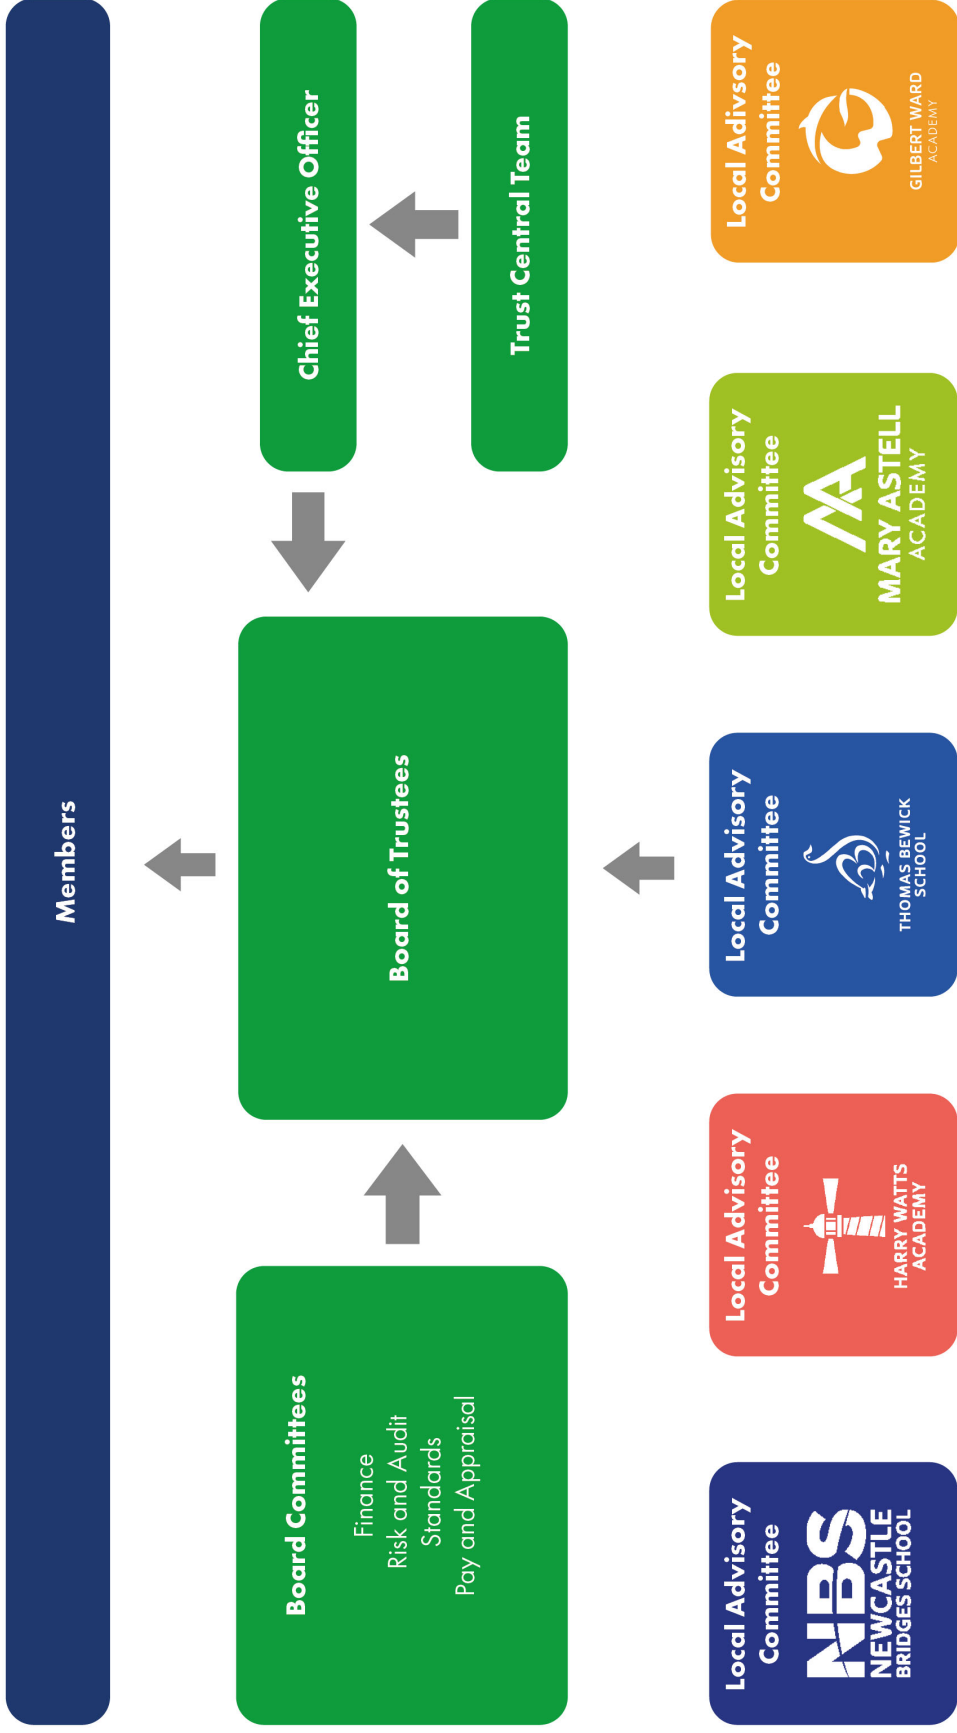 Members
Board Committees
Finance
Risk and Audit
Standards
Pay and Appraisal
Board of Trustees
Chief Executive Officer
Trust Central Team
Local Advisory
Committee
NBS
NEWCASTLE
BRIDGES SCHOOL
Local Advisory
Committee
HARRY WATTS
ACADEMY
Local Advisory
Committee
THOMAS BEWICK
SCHOOL
Local Advisory
Committee
MARY ASTELL
ACADEMY
Local Adivsory
Committee
GILBERT WARD
ACADEMY